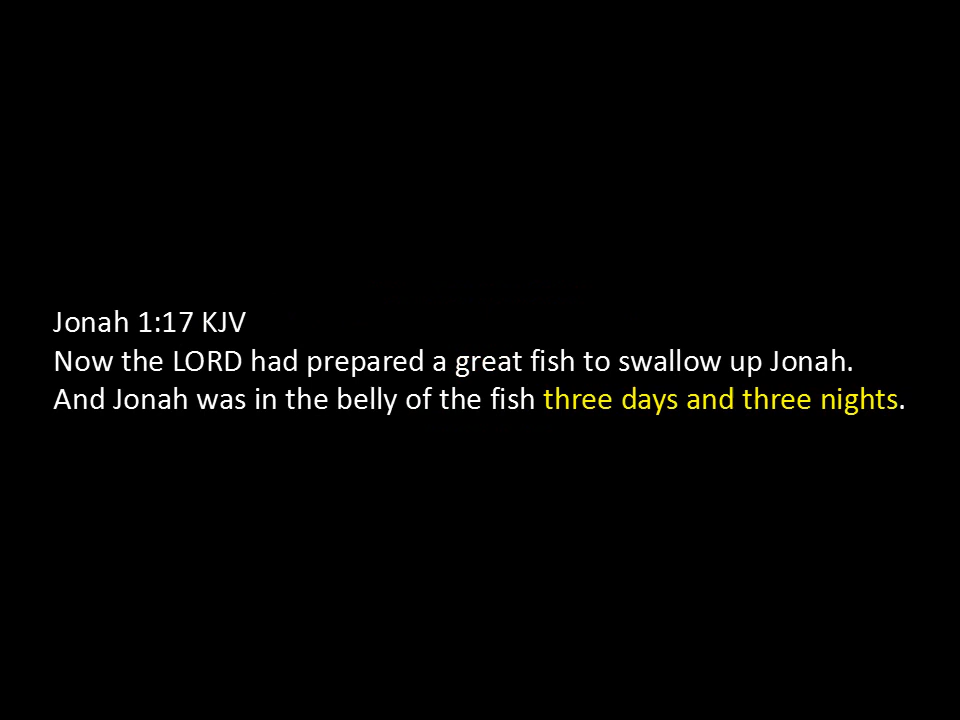 Jonah 1:17 KJV
Now the LORD had prepared a great fish to swallow up Jonah.
And Jonah was in the belly of the fish three days and three nights.